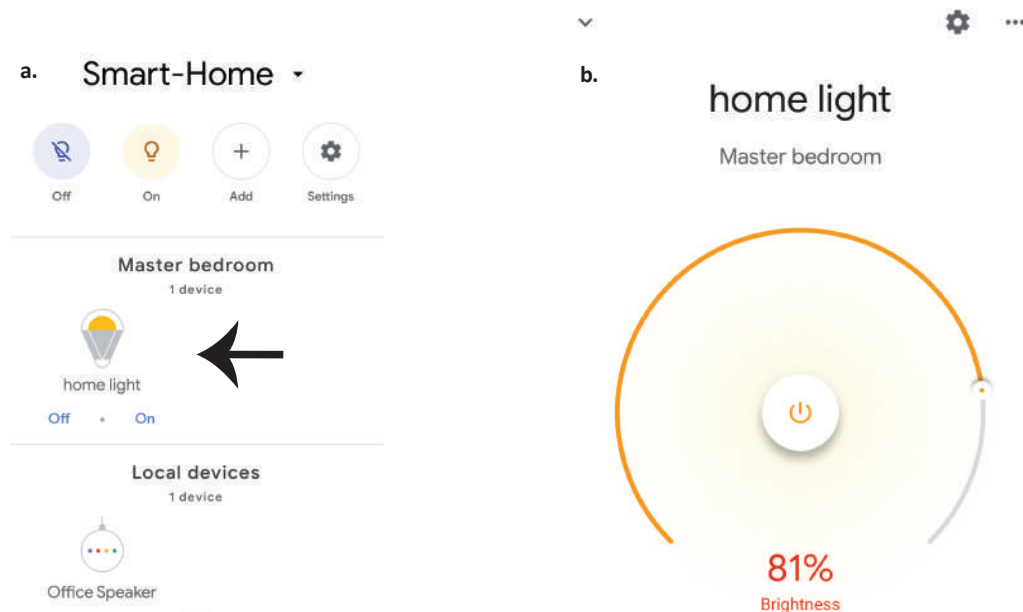 a.
Smart-Home
Off On Add Settings
Master bedroom
1 device
home light
Off • On
Local devices
1 device
Office Speaker
b.
home light
Master bedroom
81%
Brightness